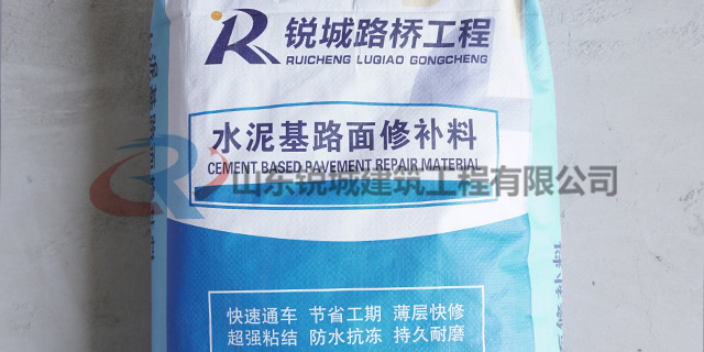 锐城路桥工程
RUICHENG LUQIAO GONGCHENG
水泥基路面修补料
CEMENT BASED PAVEMENT REPAIR MATERIAL
山东锐城建筑工程有限公司
快速通车 节省工期 薄层快修
超强粘结 防水抗冻 持久耐磨